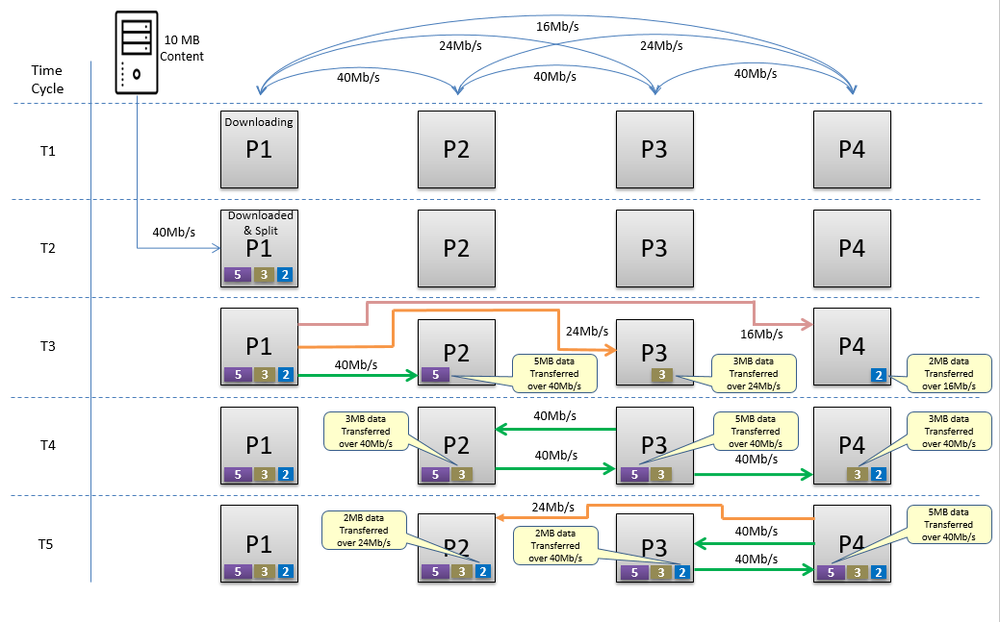 16Mb/s
10 MB
Content
24Mb/s
24Mb/s
Time
Cycle
40Mb/s
40Mb/s
40Mb/s
T1
Downloading
P1
P2
P3
P4
T2
40Mb/s
Downloaded
& Split
P1
5 3 2
P2
P3
P4
T3
P1
5 3 2
40Mb/s
P2
5
5MB data
Transferred
over 40Mb/s
24Mb/s
P3
3
3MB data
Transferred
over 24Mb/s
16Mb/s
P4
2
2MB data
Transferred
over 16Mb/s
T4
P1
5 3 2
3MB data
Transferred
over 40Mb/s
P2
5 3
40Mb/s
40Mb/s
P3
5 3
5MB data
Transferred
over 40Mb/s
40Mb/s
P4
3 2
3MB data
Transferred
over 40Mb/s
T5
P1
5 3 2
2MB data
Transferred
over 24Mb/s
P2
5 3 2
24Mb/s
2MB data
Transferred
over 40Mb/s
P3
5 3 2
40Mb/s
40Mb/s
P4
5 3 2
5MB data
Transferred
over 40Mb/s